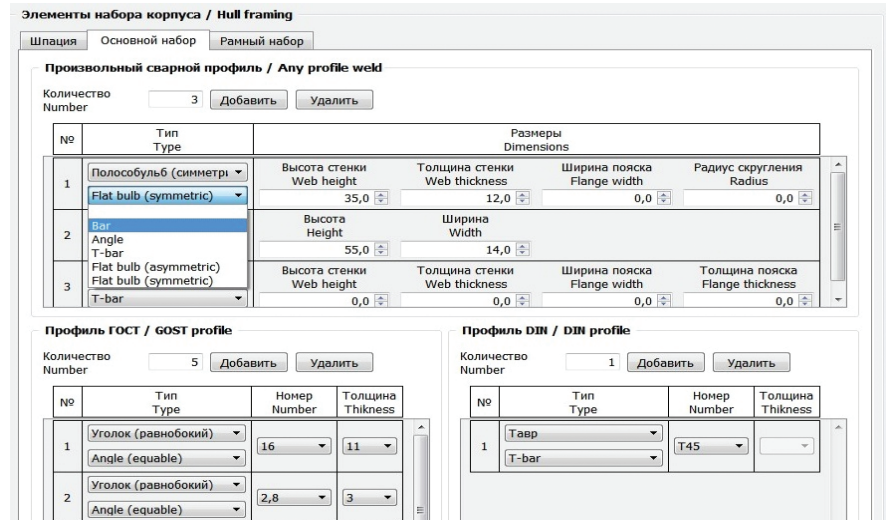 Элементы набора корпуса / Hull framing
Шпация Основной набор Рамный набор
Произвольный сварной профиль / Any profile weld
Количество
Number
3 Добавить Удалить
№ Тип Размеры
Type Dimensions
1 Полособульб (симметри
Flat bulb (symmetric)
Высота стенки Толщина стенки Ширина пояска Радиус скругления
Web height Web thickness Flange width Radius
35,0 12,0 0,0 0,0
Bar
Angle
T-bar
Flat bulb (asymmetric)
Flat bulb (symmetric)
2 Высота Ширина
Height Width
55,0 14,0
3 Высота стенки Толщина стенки Ширина пояска Толщина пояска
Web height Web thickness Flange width Flange thickness
T-bar 0,0 0,0 0,0 0,0
Профиль ГОСТ / GOST profile
Количество
Number
5 Добавить Удалить
№ Тип Номер Толщина
Type Number Thikness
1 Уголок (равнобокий) 16 11
Angle (equable)
2 Уголок (равнобокий) 2,8 3
Angle (equable)
Профиль DIN / DIN profile
Количество
Number
1 Добавить Удалить
№ Тип Номер Толщина
Type Number Thikness
1 Тавр T45
T-bar